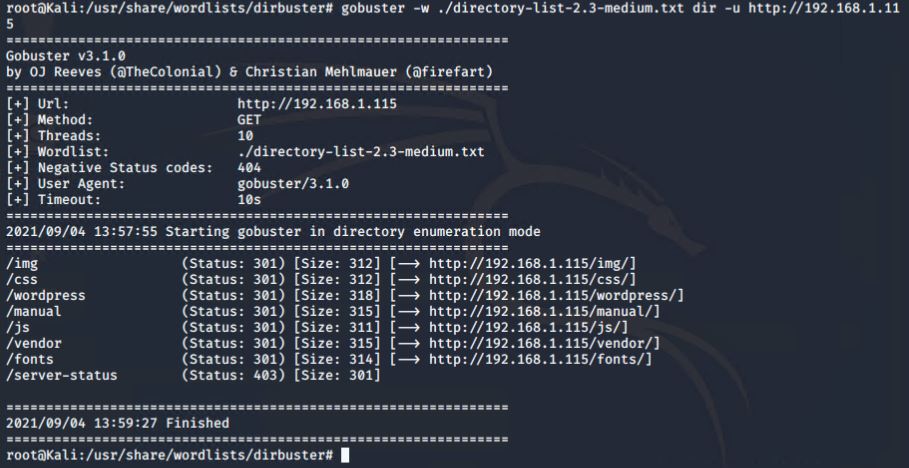 root@Kali:/usr/share/wordlists/dirbuster# gobuster -w ./directory-list-2.3-medium.txt dir -u http://192.168.1.11
5
===============================================================
Gobuster v3.1.0
by OJ Reeves (@TheColonial) & Christian Mehlmauer (@firefart)
===============================================================
[+] Url:                     http://192.168.1.115
[+] Method:                  GET
[+] Threads:                 10
[+] Wordlist:                ./directory-list-2.3-medium.txt
[+] Negative Status codes:   404
[+] User Agent:              gobuster/3.1.0
[+] Timeout:                 10s
===============================================================
2021/09/04 13:57:55 Starting gobuster in directory enumeration mode
===============================================================
/img                  (Status: 301) [Size: 312] [--> http://192.168.1.115/img/]
/css                  (Status: 301) [Size: 312] [--> http://192.168.1.115/css/]
/wordpress            (Status: 301) [Size: 318] [--> http://192.168.1.115/wordpress/]
/manual               (Status: 301) [Size: 315] [--> http://192.168.1.115/manual/]
/js                   (Status: 301) [Size: 311] [--> http://192.168.1.115/js/]
/vendor               (Status: 301) [Size: 315] [--> http://192.168.1.115/vendor/]
/fonts                (Status: 301) [Size: 314] [--> http://192.168.1.115/fonts/]
/server-status        (Status: 403) [Size: 301]
===============================================================
2021/09/04 13:59:27 Finished
===============================================================
root@Kali:/usr/share/wordlists/dirbuster#